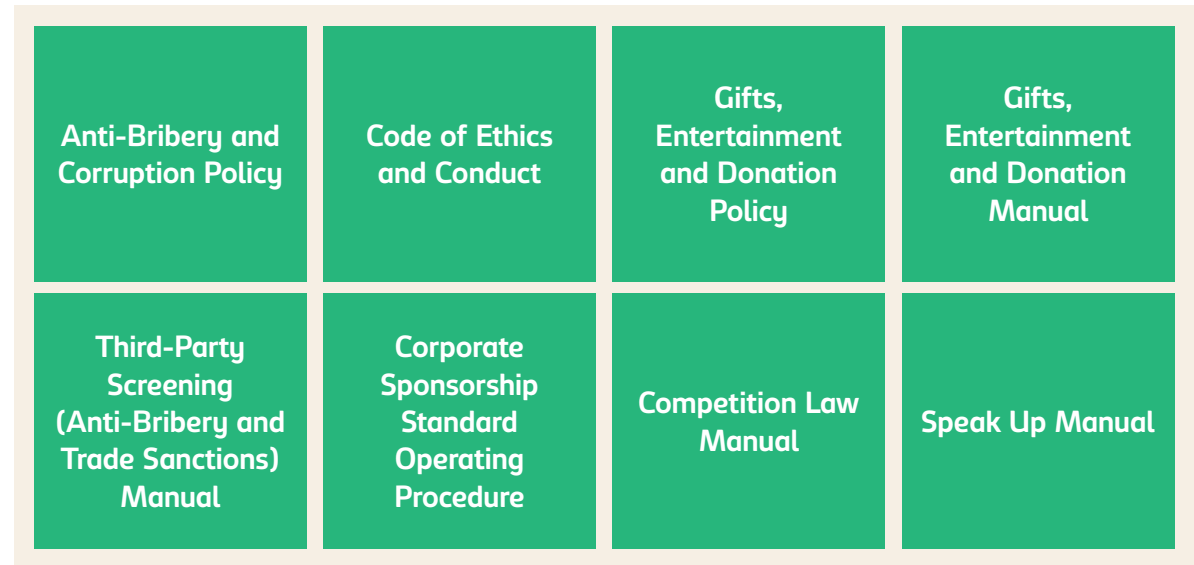 Anti-Bribery and
Corruption Policy
Code of Ethics
and Conduct
Gifts,
Entertainment
and Donation
Policy
Gifts,
Entertainment
and Donation
Manual
Third-Party
Screening
(Anti-Bribery and
Trade Sanctions)
Manual
Corporate
Sponsorship
Standard
Operating
Procedure
Competition Law
Manual
Speak Up Manual